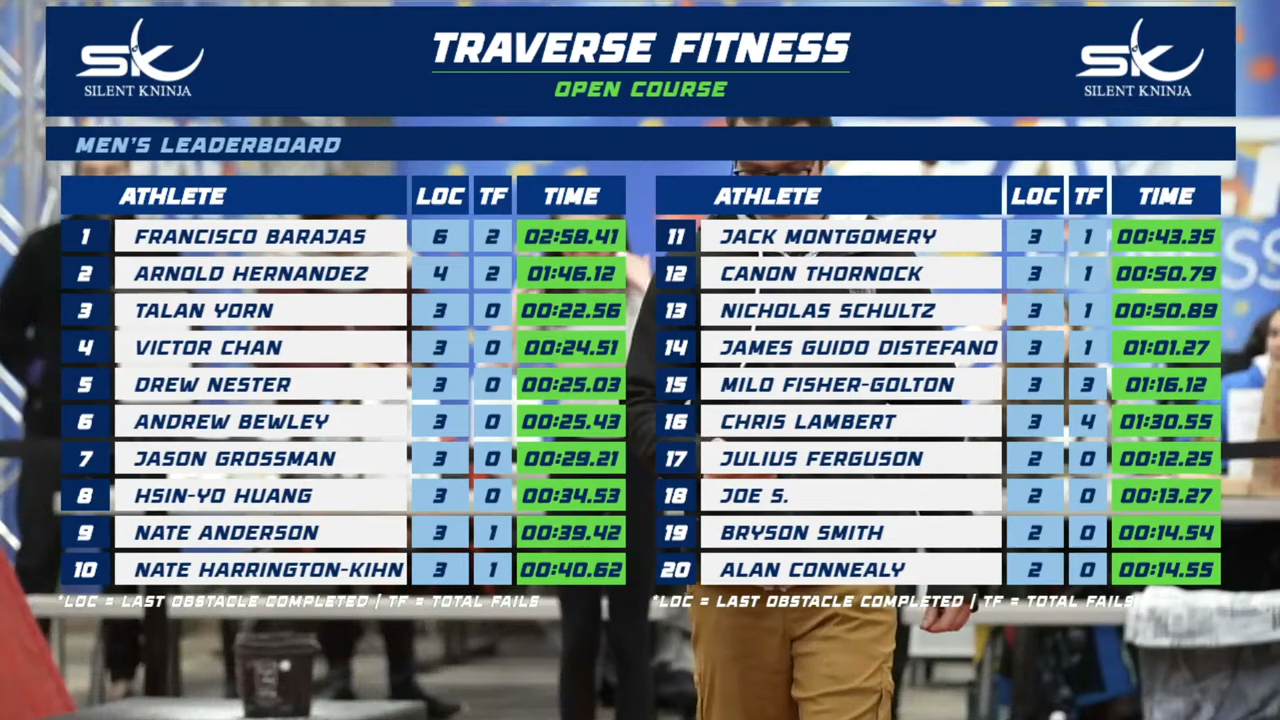 SK
SILENT KNINJA
TRAVERSE FITNESS
OPEN COURSE
SK
SILENT KNINJA
MEN'S LEADERBOARD
ATHLETE LOC TF TIME
1 FRANCISCO BARAJAS 6 2 02:58.41
2 ARNOLD HERNANDEZ 4 2 01:46.12
3 TALAN YORN 3 0 00:22.56
4 VICTOR CHAN 3 0 00:24.51
5 DREW NESTER 3 0 00:25.03
6 ANDREW BEWLEY 3 0 00:25.43
7 JASON GROSSMAN 3 0 00:29.21
8 HSIN-YO HUANG 3 0 00:34.53
9 NATE ANDERSON 3 1 00:39.42
10 NATE HARRINGTON-KIHN 3 1 00:40.62
*LOC = LAST OBSTACLE COMPLETED | TF = TOTAL FAILS
ATHLETE LOC TF TIME
11 JACK MONTGOMERY 3 1 00:43.35
12 CANON THORNOCK 3 1 00:50.79
13 NICHOLAS SCHULTZ 3 1 00:50.89
14 JAMES GUIDO DISTEFANO 3 1 01:01.27
15 MILO FISHER-GOLTON 3 3 01:16.12
16 CHRIS LAMBERT 3 4 01:30.55
17 JULIUS FERGUSON 2 0 00:12.25
18 JOE S. 2 0 00:13.27
19 BRYSON SMITH 2 0 00:14.54
20 ALAN CONNEALY 2 0 00:14.55
*LOC = LAST OBSTACLE COMPLETED | TF = TOTAL FAILS